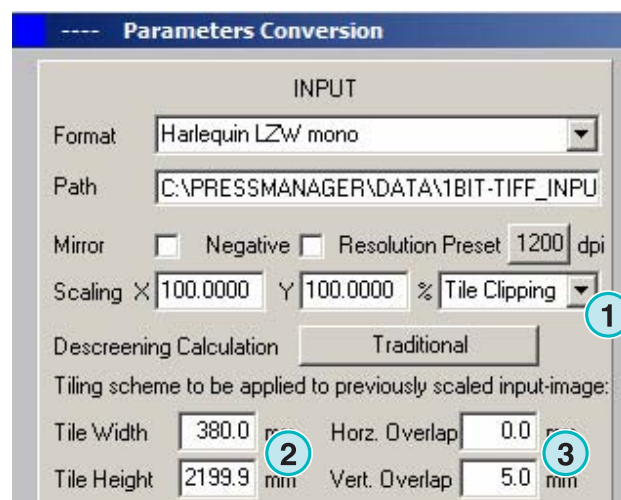 ---- Parameters Conversion
INPUT
Format Harlequin LZW mono
Path C:\PRESSMANAGER\DATA\1BIT-TIFF_INPU
Mirror Negative Resolution Preset 1200 dpi
Scaling X 100.0000 Y 100.0000 % Tile Clipping
1
Descreening Calculation Traditional
Tiling scheme to be applied to previously scaled input-image:
Tile Width 380.0 2 Horz. Overlap 0.0 3
Tile Height 2199.9 mm Vert. Overlap 5.0 mm